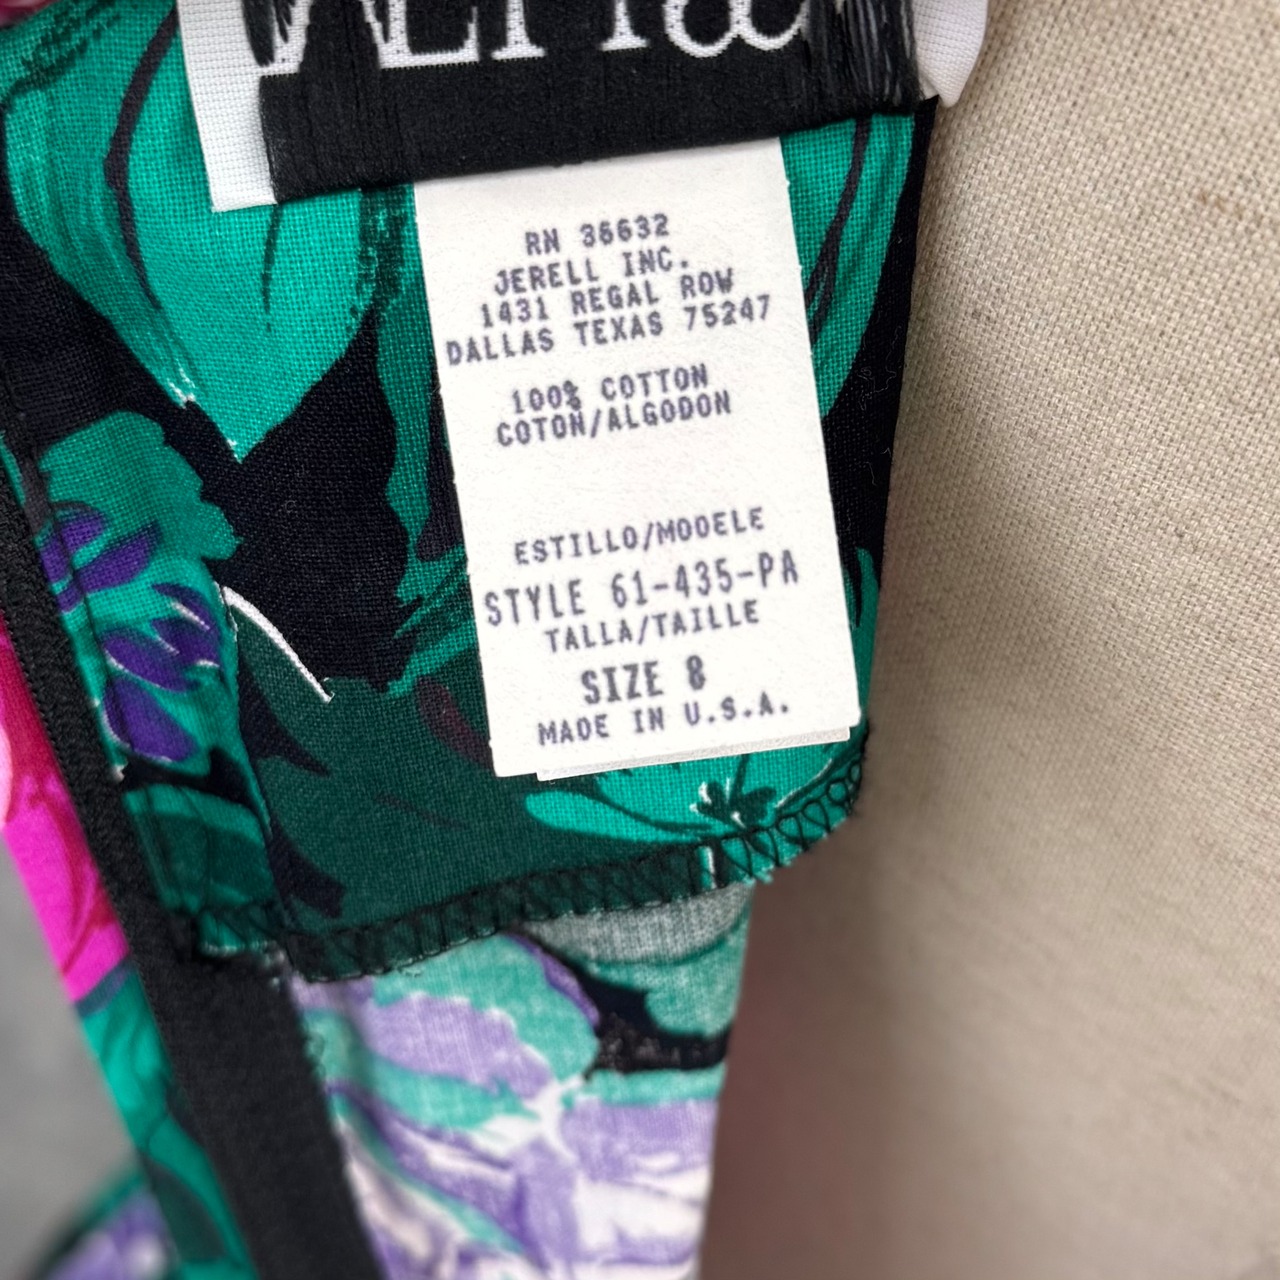 RN 36632
JERELL INC.
1431 REGAL ROW
DALLAS TEXAS 75247
100% COTTON
COTON/ALGODON
ESTILLO/MODELE
STYLE 61-435-PA
TALLA/TAILLE
SIZE 8
MADE IN U.S.A.